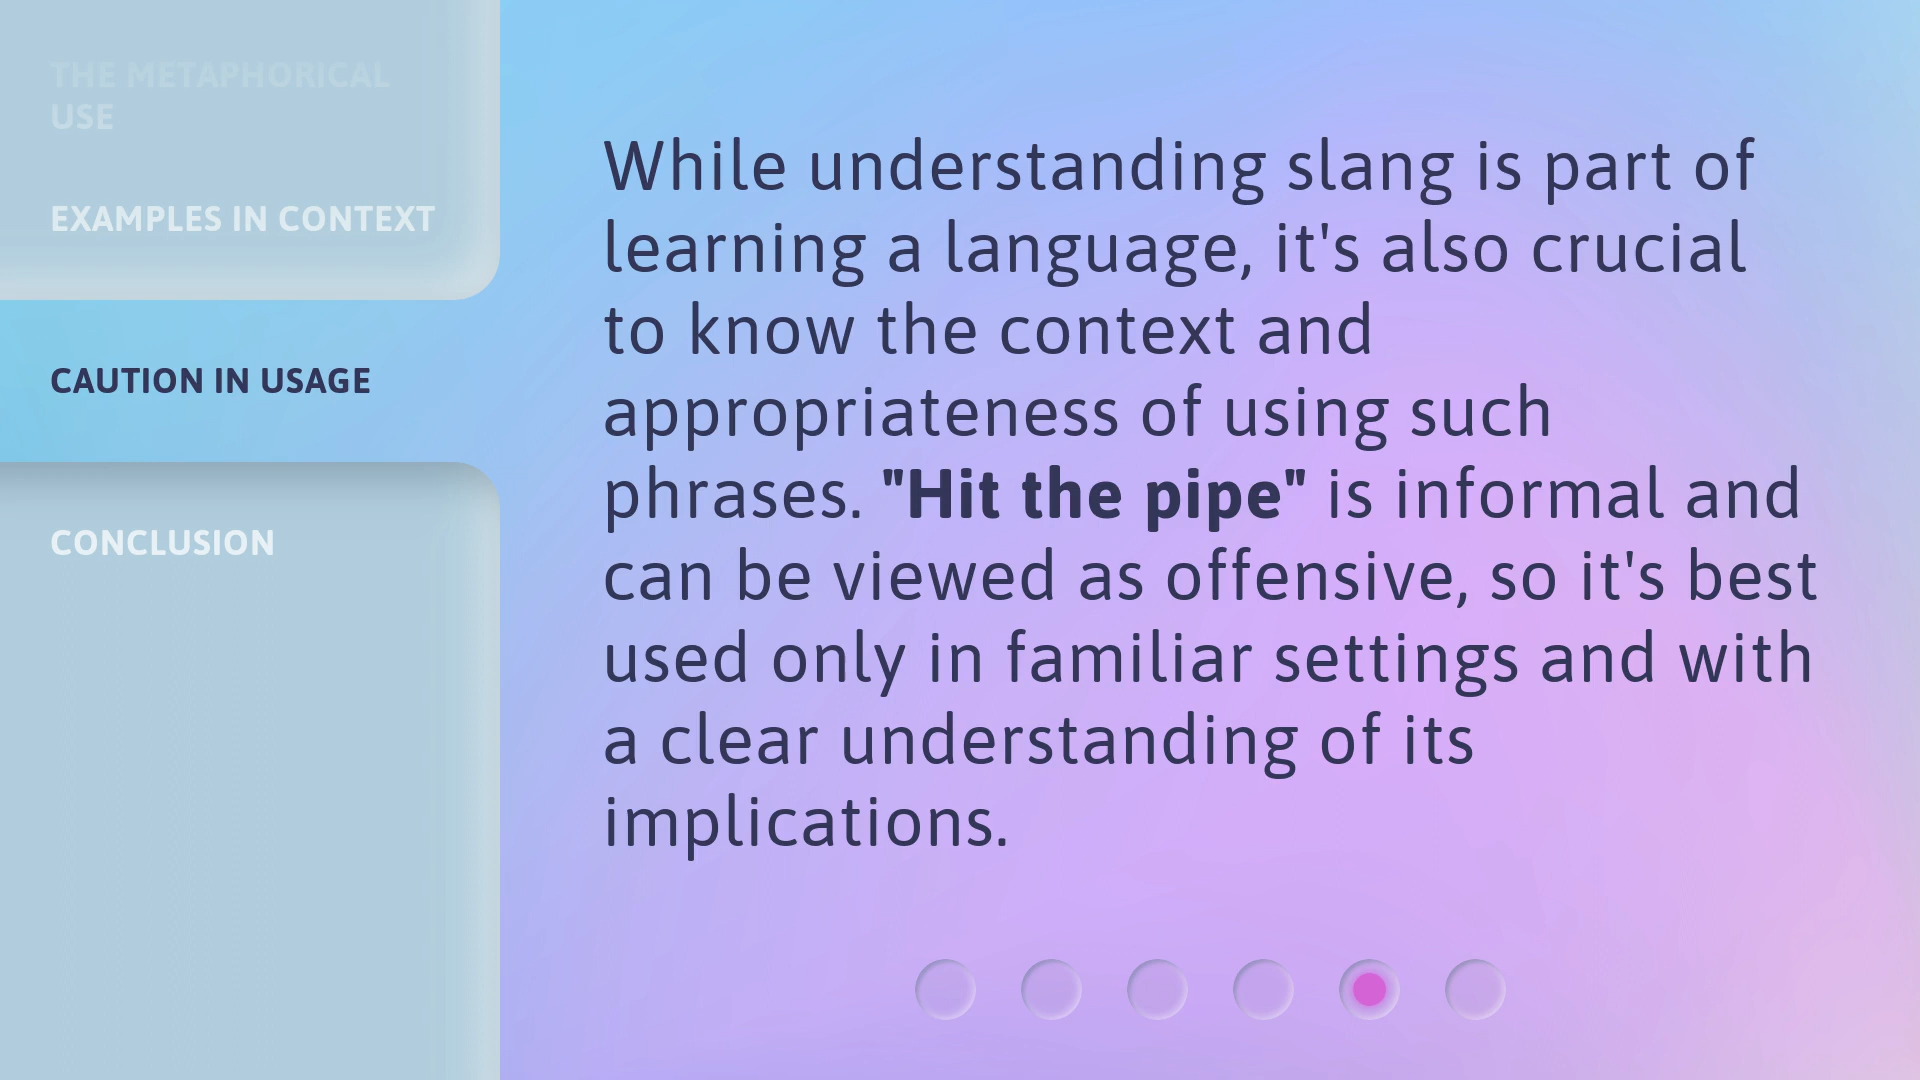 THE METAPHORICAL
USE
EXAMPLES IN CONTEXT
CAUTION IN USAGE
CONCLUSION
While understanding slang is part of
learning a language, it's also crucial
to know the context and
appropriateness of using such
phrases. "Hit the pipe" is informal and
can be viewed as offensive, so it's best
used only in familiar settings and with
a clear understanding of its
implications.